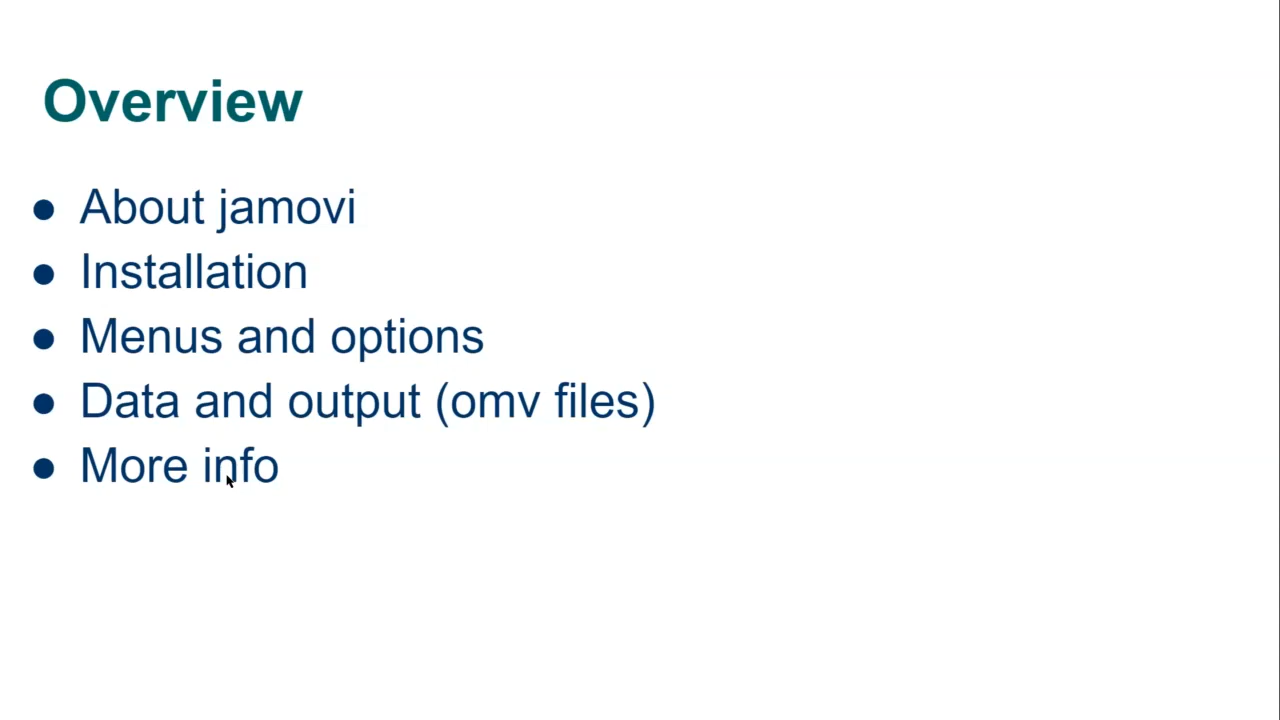 Overview
● About jamovi
● Installation
● Menus and options
● Data and output (omv files)
● More info